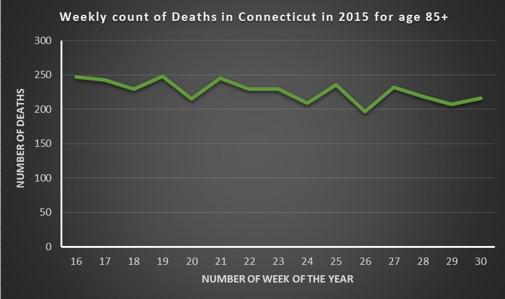 Weekly count of Deaths in Connecticut in 2015 for age 85+
300
250
200
150
100
50
0
NUMBER OF DEATHS
16 17 18 19 20 21 22 23 24 25 26 27 28 29 30
NUMBER OF WEEK OF THE YEAR